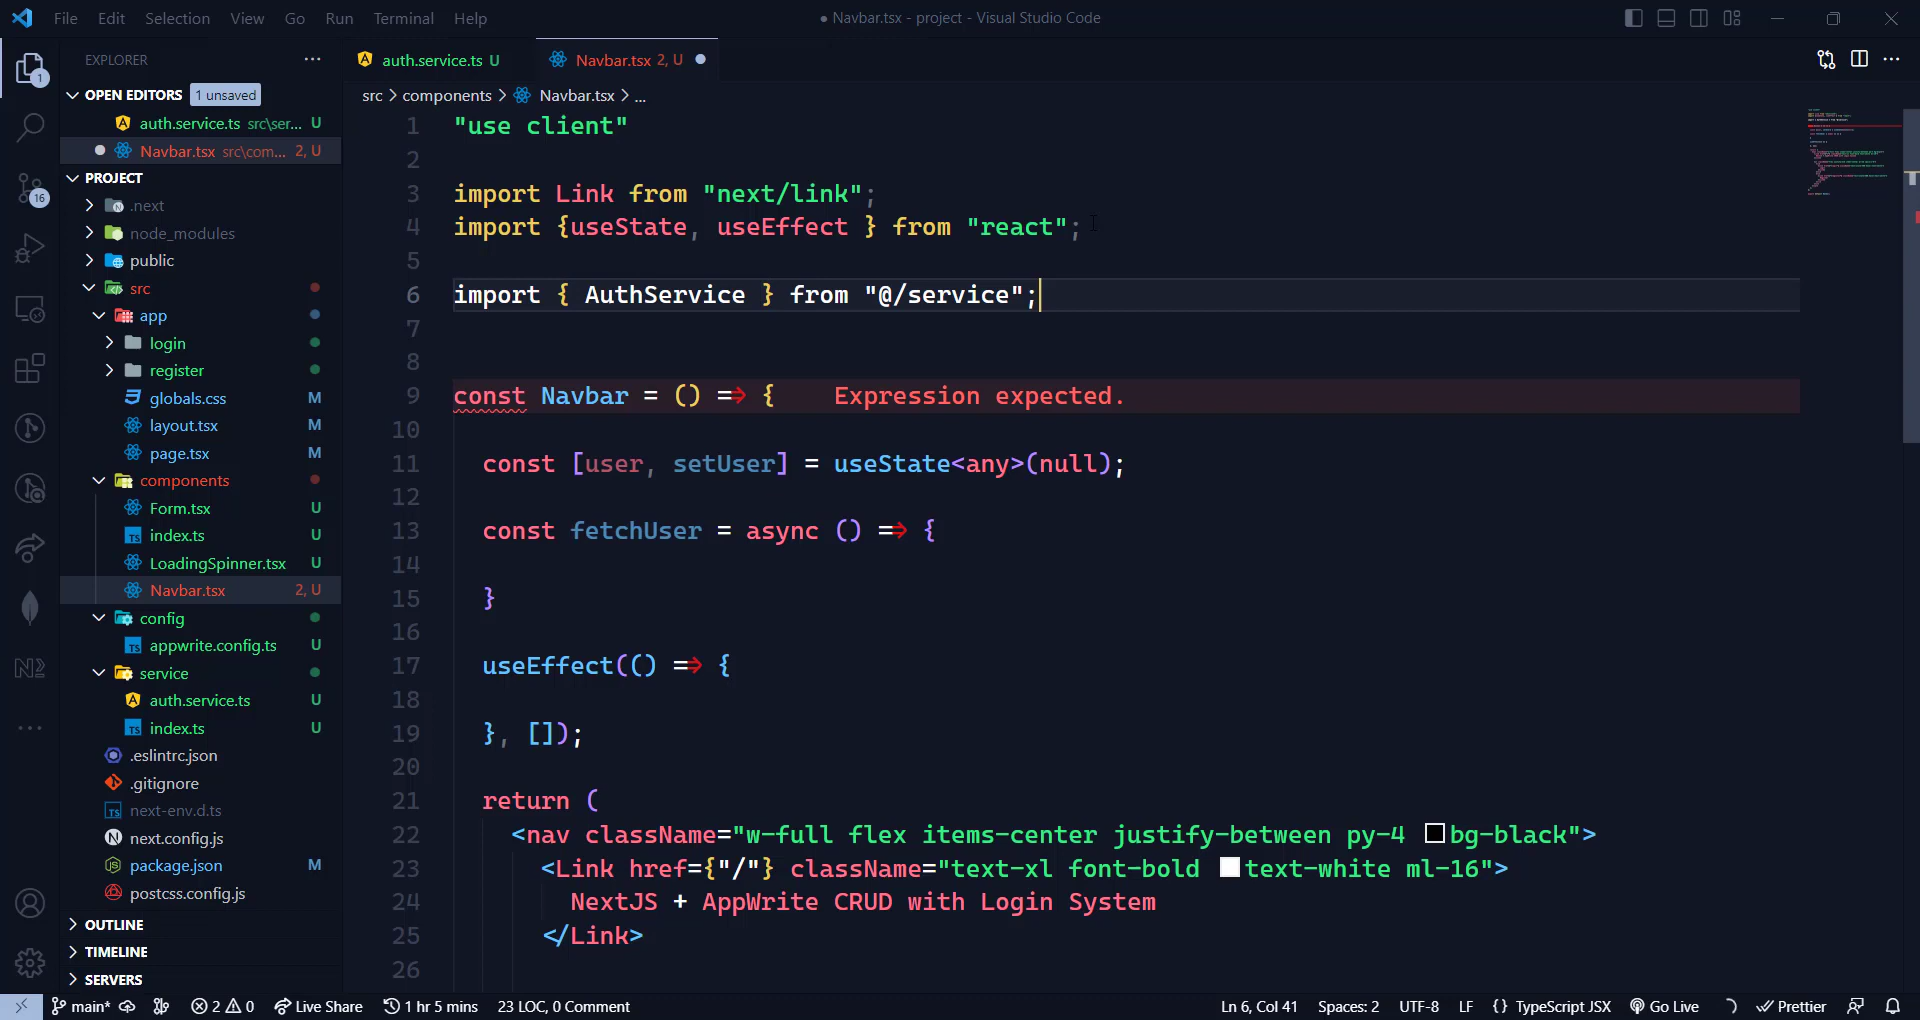 File Edit Selection View Go Run Terminal Help
● Navbar.tsx - project - Visual Studio Code
EXPLORER ...
1
OPEN EDITORS 1 unsaved
auth.service.ts src\ser... U
● Navbar.tsx src\com... 2, U
PROJECT
.next
16
node_modules
public
src
app
login
register
globals.css M
layout.tsx M
page.tsx M
components
Form.tsx U
index.ts U
LoadingSpinner.tsx U
Navbar.tsx 2, U
config
appwrite.config.ts U
service
auth.service.ts U
index.ts U
.eslintrc.json
.gitignore
next-env.d.ts
next.config.js
package.json M
postcss.config.js
OUTLINE
TIMELINE
SERVERS
auth.service.ts U
Navbar.tsx 2, U ●
src > components > Navbar.tsx > ...
1 "use client"
2
3 import Link from "next/link";
4 import {useState, useEffect } from "react";
5
6 import { AuthService } from "@/service";
7
8
9 const Navbar = () => { Expression expected.
10
11 const [user, setUser] = useState<any>(null);
12
13 const fetchUser = async () => {
14
15 }
16
17 useEffect(() => {
18
19 }, []);
20
21 return (
22 <nav className="w-full flex items-center justify-between py-4 bg-black">
23 <Link href={"/"} className="text-xl font-bold text-white ml-16">
24 NextJS + AppWrite CRUD with Login System
25 </Link>
26
main* 2 0 Live Share 1 hr 5 mins 23 LOC, 0 Comment Ln 6, Col 41 Spaces: 2 UTF-8 LF {} TypeScript JSX Go Live Prettier